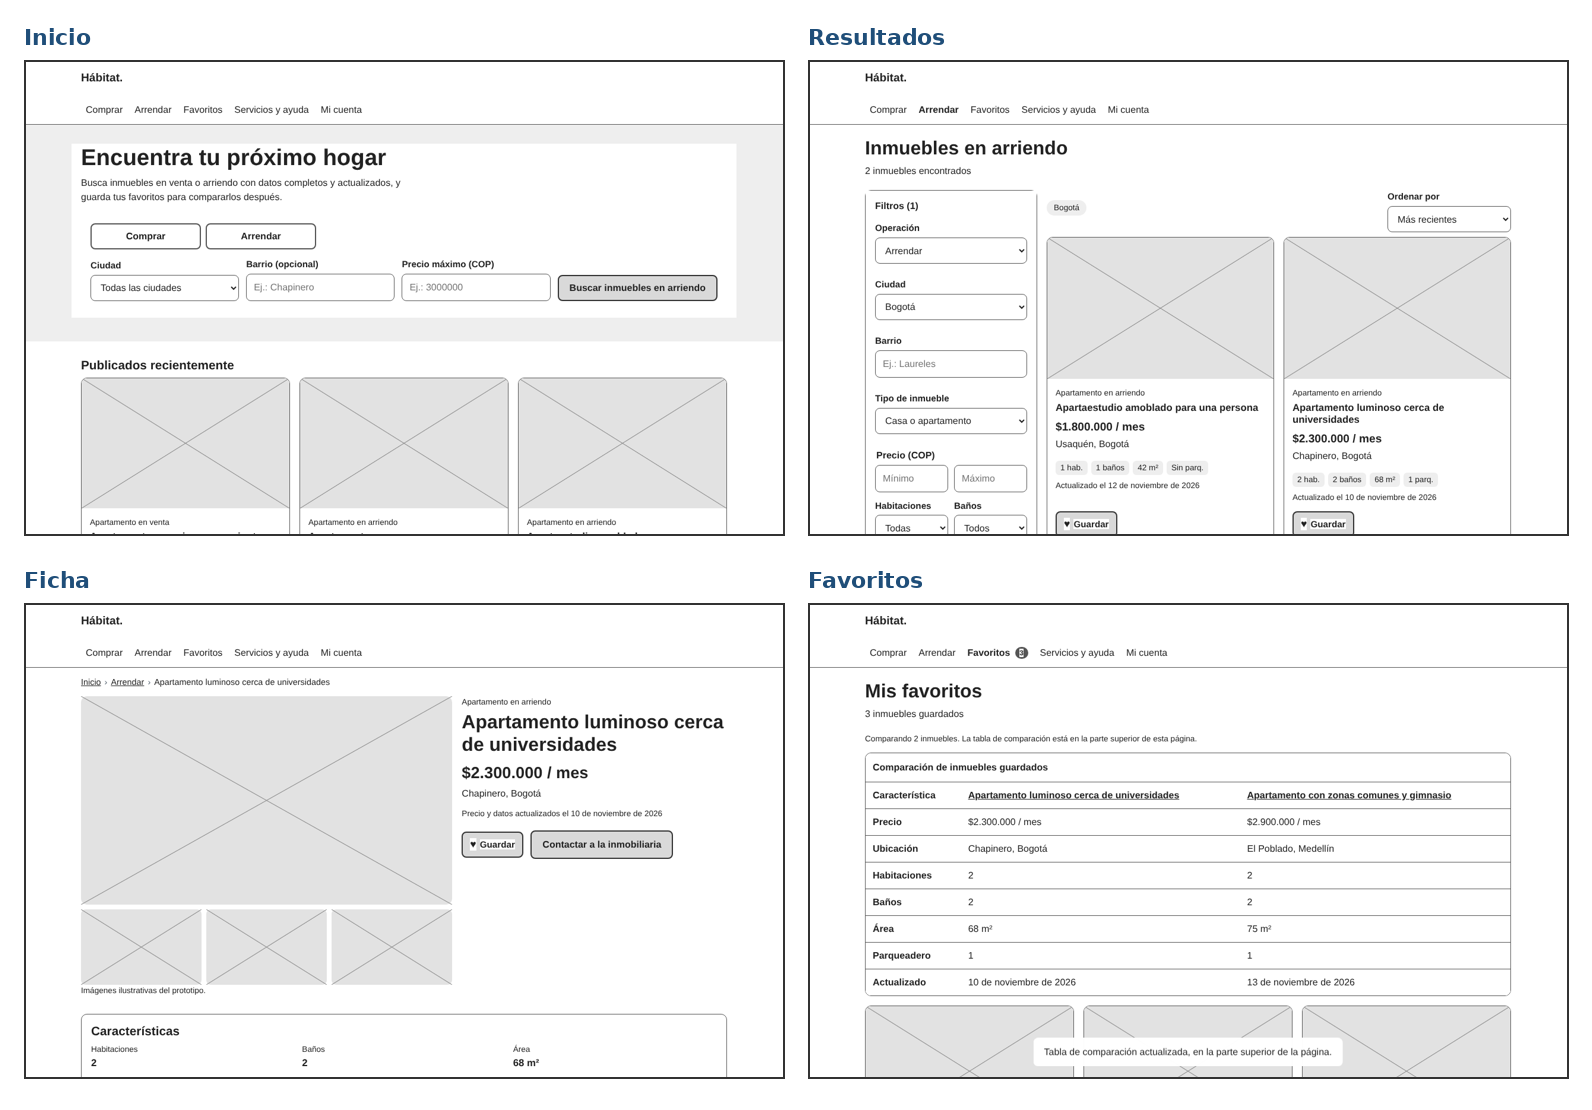 Inicio
Hábitat.
Comprar Arrendar Favoritos Servicios y ayuda Mi cuenta
Encuentra tu próximo hogar
Busca inmuebles en venta o arriendo con datos completos y actualizados, y
guarda tus favoritos para compararlos después.
Comprar Arrendar
Ciudad Barrio (opcional) Precio máximo (COP)
Todas las ciudades Ej.: Chapinero Ej.: 3000000 Buscar inmuebles en arriendo
Publicados recientemente
Apartamento en venta Apartamento en arriendo Apartamento en arriendo
Resultados
Hábitat.
Comprar Arrendar Favoritos Servicios y ayuda Mi cuenta
Inmuebles en arriendo
2 inmuebles encontrados
Filtros (1)
Operación
Arrendar
Ciudad
Bogotá
Barrio
Ej.: Laureles
Tipo de inmueble
Casa o apartamento
Precio (COP)
Mínimo Máximo
Habitaciones Baños
Todas Todos
Bogotá
Ordenar por
Más recientes
Apartamento en arriendo
Apartaestudio amoblado para una persona
$1.800.000 / mes
Usaquén, Bogotá
1 hab. 1 baños 42 m² Sin parq.
Actualizado el 12 de noviembre de 2026
♥ Guardar
Apartamento en arriendo
Apartamento luminoso cerca de
universidades
$2.300.000 / mes
Chapinero, Bogotá
2 hab. 2 baños 68 m² 1 parq.
Actualizado el 10 de noviembre de 2026
♥ Guardar
Ficha
Hábitat.
Comprar Arrendar Favoritos Servicios y ayuda Mi cuenta
Inicio › Arrendar › Apartamento luminoso cerca de universidades
Apartamento en arriendo
Apartamento luminoso cerca
de universidades
$2.300.000 / mes
Chapinero, Bogotá
Precio y datos actualizados el 10 de noviembre de 2026
♥ Guardar Contactar a la inmobiliaria
Imágenes ilustrativas del prototipo.
Características
Habitaciones Baños Área
2 2 68 m²
Favoritos
Hábitat.
Comprar Arrendar Favoritos Servicios y ayuda Mi cuenta
Mis favoritos
3 inmuebles guardados
Comparando 2 inmuebles. La tabla de comparación está en la parte superior de esta página.
Comparación de inmuebles guardados
Característica Apartamento luminoso cerca de universidades Apartamento con zonas comunes y gimnasio
Precio $2.300.000 / mes $2.900.000 / mes
Ubicación Chapinero, Bogotá El Poblado, Medellín
Habitaciones 2 2
Baños 2 2
Área 68 m² 75 m²
Parqueadero 1 1
Actualizado 10 de noviembre de 2026 13 de noviembre de 2026
Tabla de comparación actualizada, en la parte superior de la página.